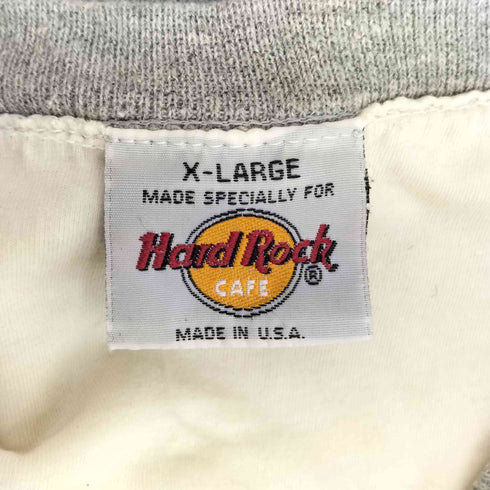 X-LARGE
MADE SPECIALLY FOR
Hard Rock
CAFE ®
MADE IN U.S.A.